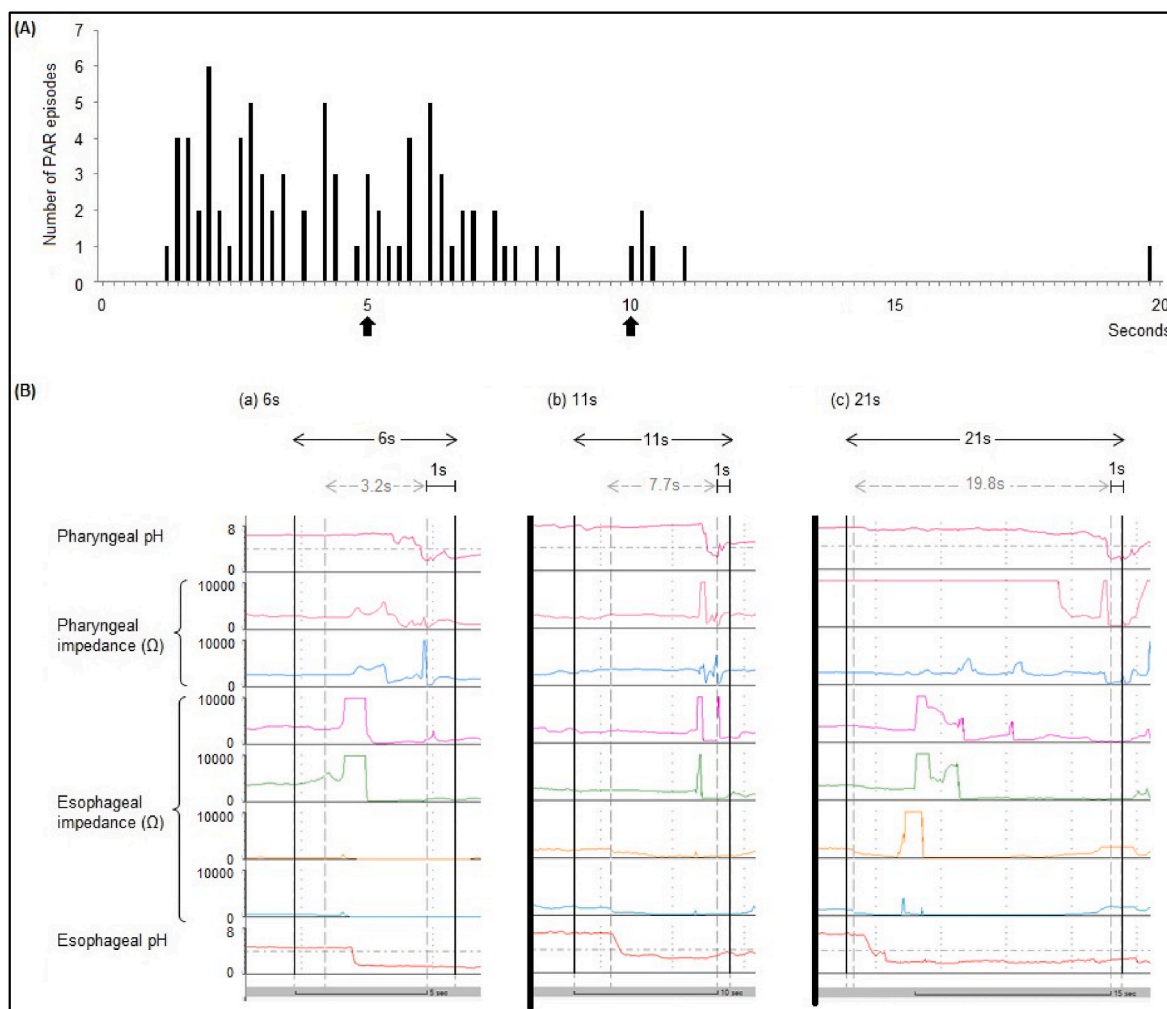 (A)
Number of PAR episodes
7
6
5
4
3
2
1
0
0 5 10 15 20
Seconds
(B)
(a) 6s (b) 11s (c) 21s
6s 11s 21s
1s 1s 1s
3.2s 7.7s 19.8s
Pharyngeal pH
8
0
Pharyngeal
impedance (Ω)
10000
0
10000
0
Esophageal
impedance (Ω)
10000
0
10000
0
10000
0
10000
0
Esophageal pH
8
0
5 sec 10 sec 15 sec